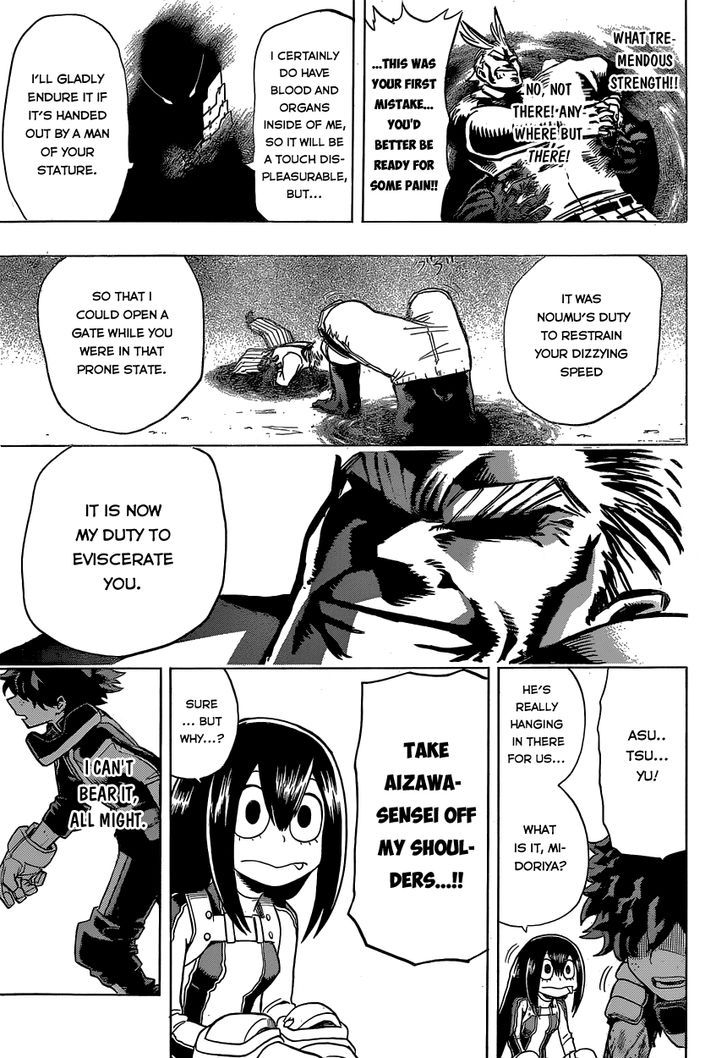 WHAT TRE-
MENDOUS
STRENGTH!!
NO, NOT
THERE! ANY-
WHERE BUT
THERE!
...THIS WAS
YOUR FIRST
MISTAKE...
YOU'D
BETTER BE
READY FOR
SOME PAIN!!
I CERTAINLY
DO HAVE
BLOOD AND
ORGANS
INSIDE OF ME,
SO IT WILL BE
A TOUCH DIS-
PLEASURABLE,
BUT...
I'LL GLADLY
ENDURE IT IF
IT'S HANDED
OUT BY A MAN
OF YOUR
STATURE.
IT WAS
NOUMU'S DUTY
TO RESTRAIN
YOUR DIZZYING
SPEED
SO THAT I
COULD OPEN A
GATE WHILE YOU
WERE IN THAT
PRONE STATE.
IT IS NOW
MY DUTY TO
EVISCERATE
YOU.
ASU..
TSU...
YU!
HE'S
REALLY
HANGING
IN THERE
FOR US...
WHAT
IS IT, MI-
DORIYA?
TAKE
AIZAWA-
SENSEI OFF
MY SHOUL-
DERS...!!
SURE
... BUT
WHY...?
I CAN'T
BEAR IT,
ALL MIGHT.